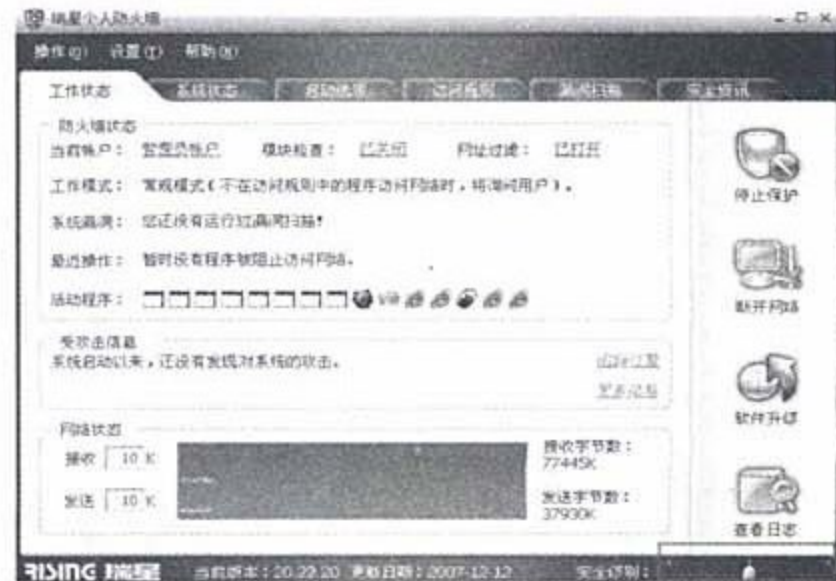 瑞星个人防火墙
操作(O) 设置(T) 帮助(H)
工作状态 系统状态 启动选项 访问规则 漏洞扫描 安全资讯
防火墙状态
当前帐户: 管理员帐户 模块检查: 已关闭 网址过滤: 已打开
工作模式: 常规模式(不在访问规则中的程序访问网络时,将询问用户)。
系统漏洞: 您还没有运行过漏洞扫描!
最近操作: 暂时没有程序被阻止访问网络。
活动程序:
受攻击信息
系统启动以来,还没有发现对系统的攻击。
更多信息
网络状态
接收 10 K
发送 10 K
接收字节数:
77445K
发送字节数:
37930K
停止保护
断开网络
软件升级
查看日志
RISING 瑞星 当前版本:20.22.20 更新日期:2007-12-12 安全级别: